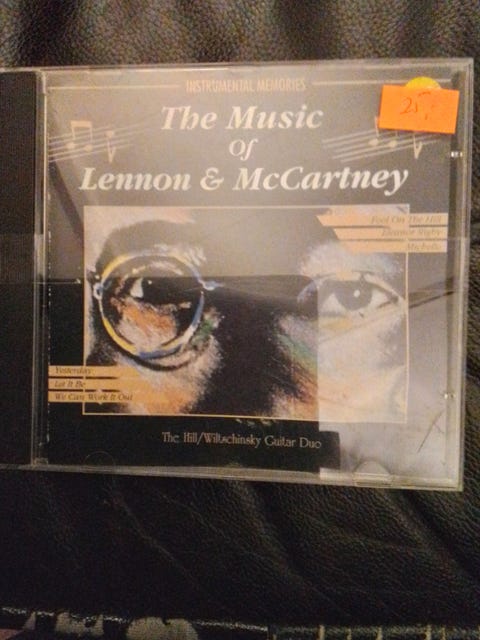 INSTRUMENTAL MEMORIES
The Music
Of
Lennon & McCartney
25,-
Fool On The Hill
Eleanor Rigby
Michelle
Yesterday
Let It Be
We Can Work It Out
The Hill/Wiltschinsky Guitar Duo